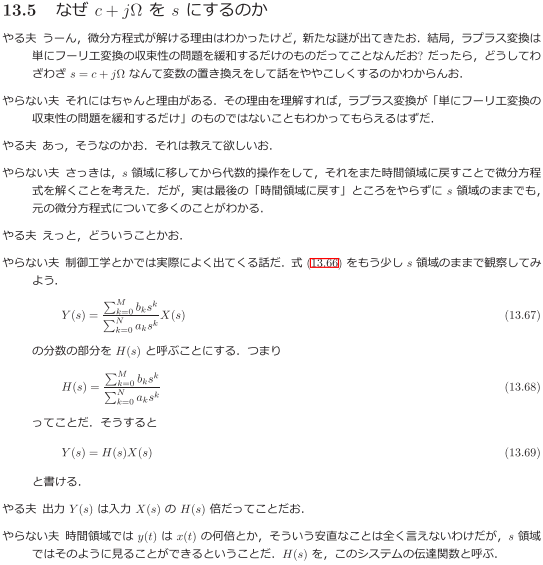 13.5 なぜ c + jΩ を s にするのか
やる夫 うーん，微分方程式が解ける理由はわかったけど，新たな謎が出てきたお．結局，ラプラス変換は
単にフーリエ変換の収束性の問題を緩和するだけのものだってことなんだお? だったら，どうしてわ
ざわざ s = c + jΩ なんて変数の置き換えをして話をややこしくするのかわからんお．
やらない夫 それにはちゃんと理由がある．その理由を理解すれば，ラプラス変換が「単にフーリエ変換の
収束性の問題を緩和するだけ」のものではないこともわかってもらえるはずだ．
やる夫 あっ，そうなのかお．それは教えて欲しいお．
やらない夫 さっきは，s 領域に移してから代数的操作をして，それをまた時間領域に戻すことで微分方程
式を解くことを考えた．だが，実は最後の「時間領域に戻す」ところをやらずに s 領域のままでも，
元の微分方程式について多くのことがわかる．
やる夫 えっと，どういうことかお．
やらない夫 制御工学とかでは実際によく出てくる話だ．式 (13.66) をもう少し s 領域のままで観察してみ
よう．
Y(s) = \frac{\sum_{k=0}^{M} b_k s^k}{\sum_{k=0}^{N} a_k s^k} X(s) (13.67)
の分数の部分を H(s) と呼ぶことにする．つまり
H(s) = \frac{\sum_{k=0}^{M} b_k s^k}{\sum_{k=0}^{N} a_k s^k} (13.68)
ってことだ．そうすると
Y(s) = H(s)X(s) (13.69)
と書ける．
やる夫 出力 Y(s) は入力 X(s) の H(s) 倍だってことだお．
やらない夫 時間領域では y(t) は x(t) の何倍とか，そういう安直なことは全く言えないわけだが，s 領域
ではそのように見ることができるということだ．H(s) を，このシステムの伝達関数と呼ぶ．